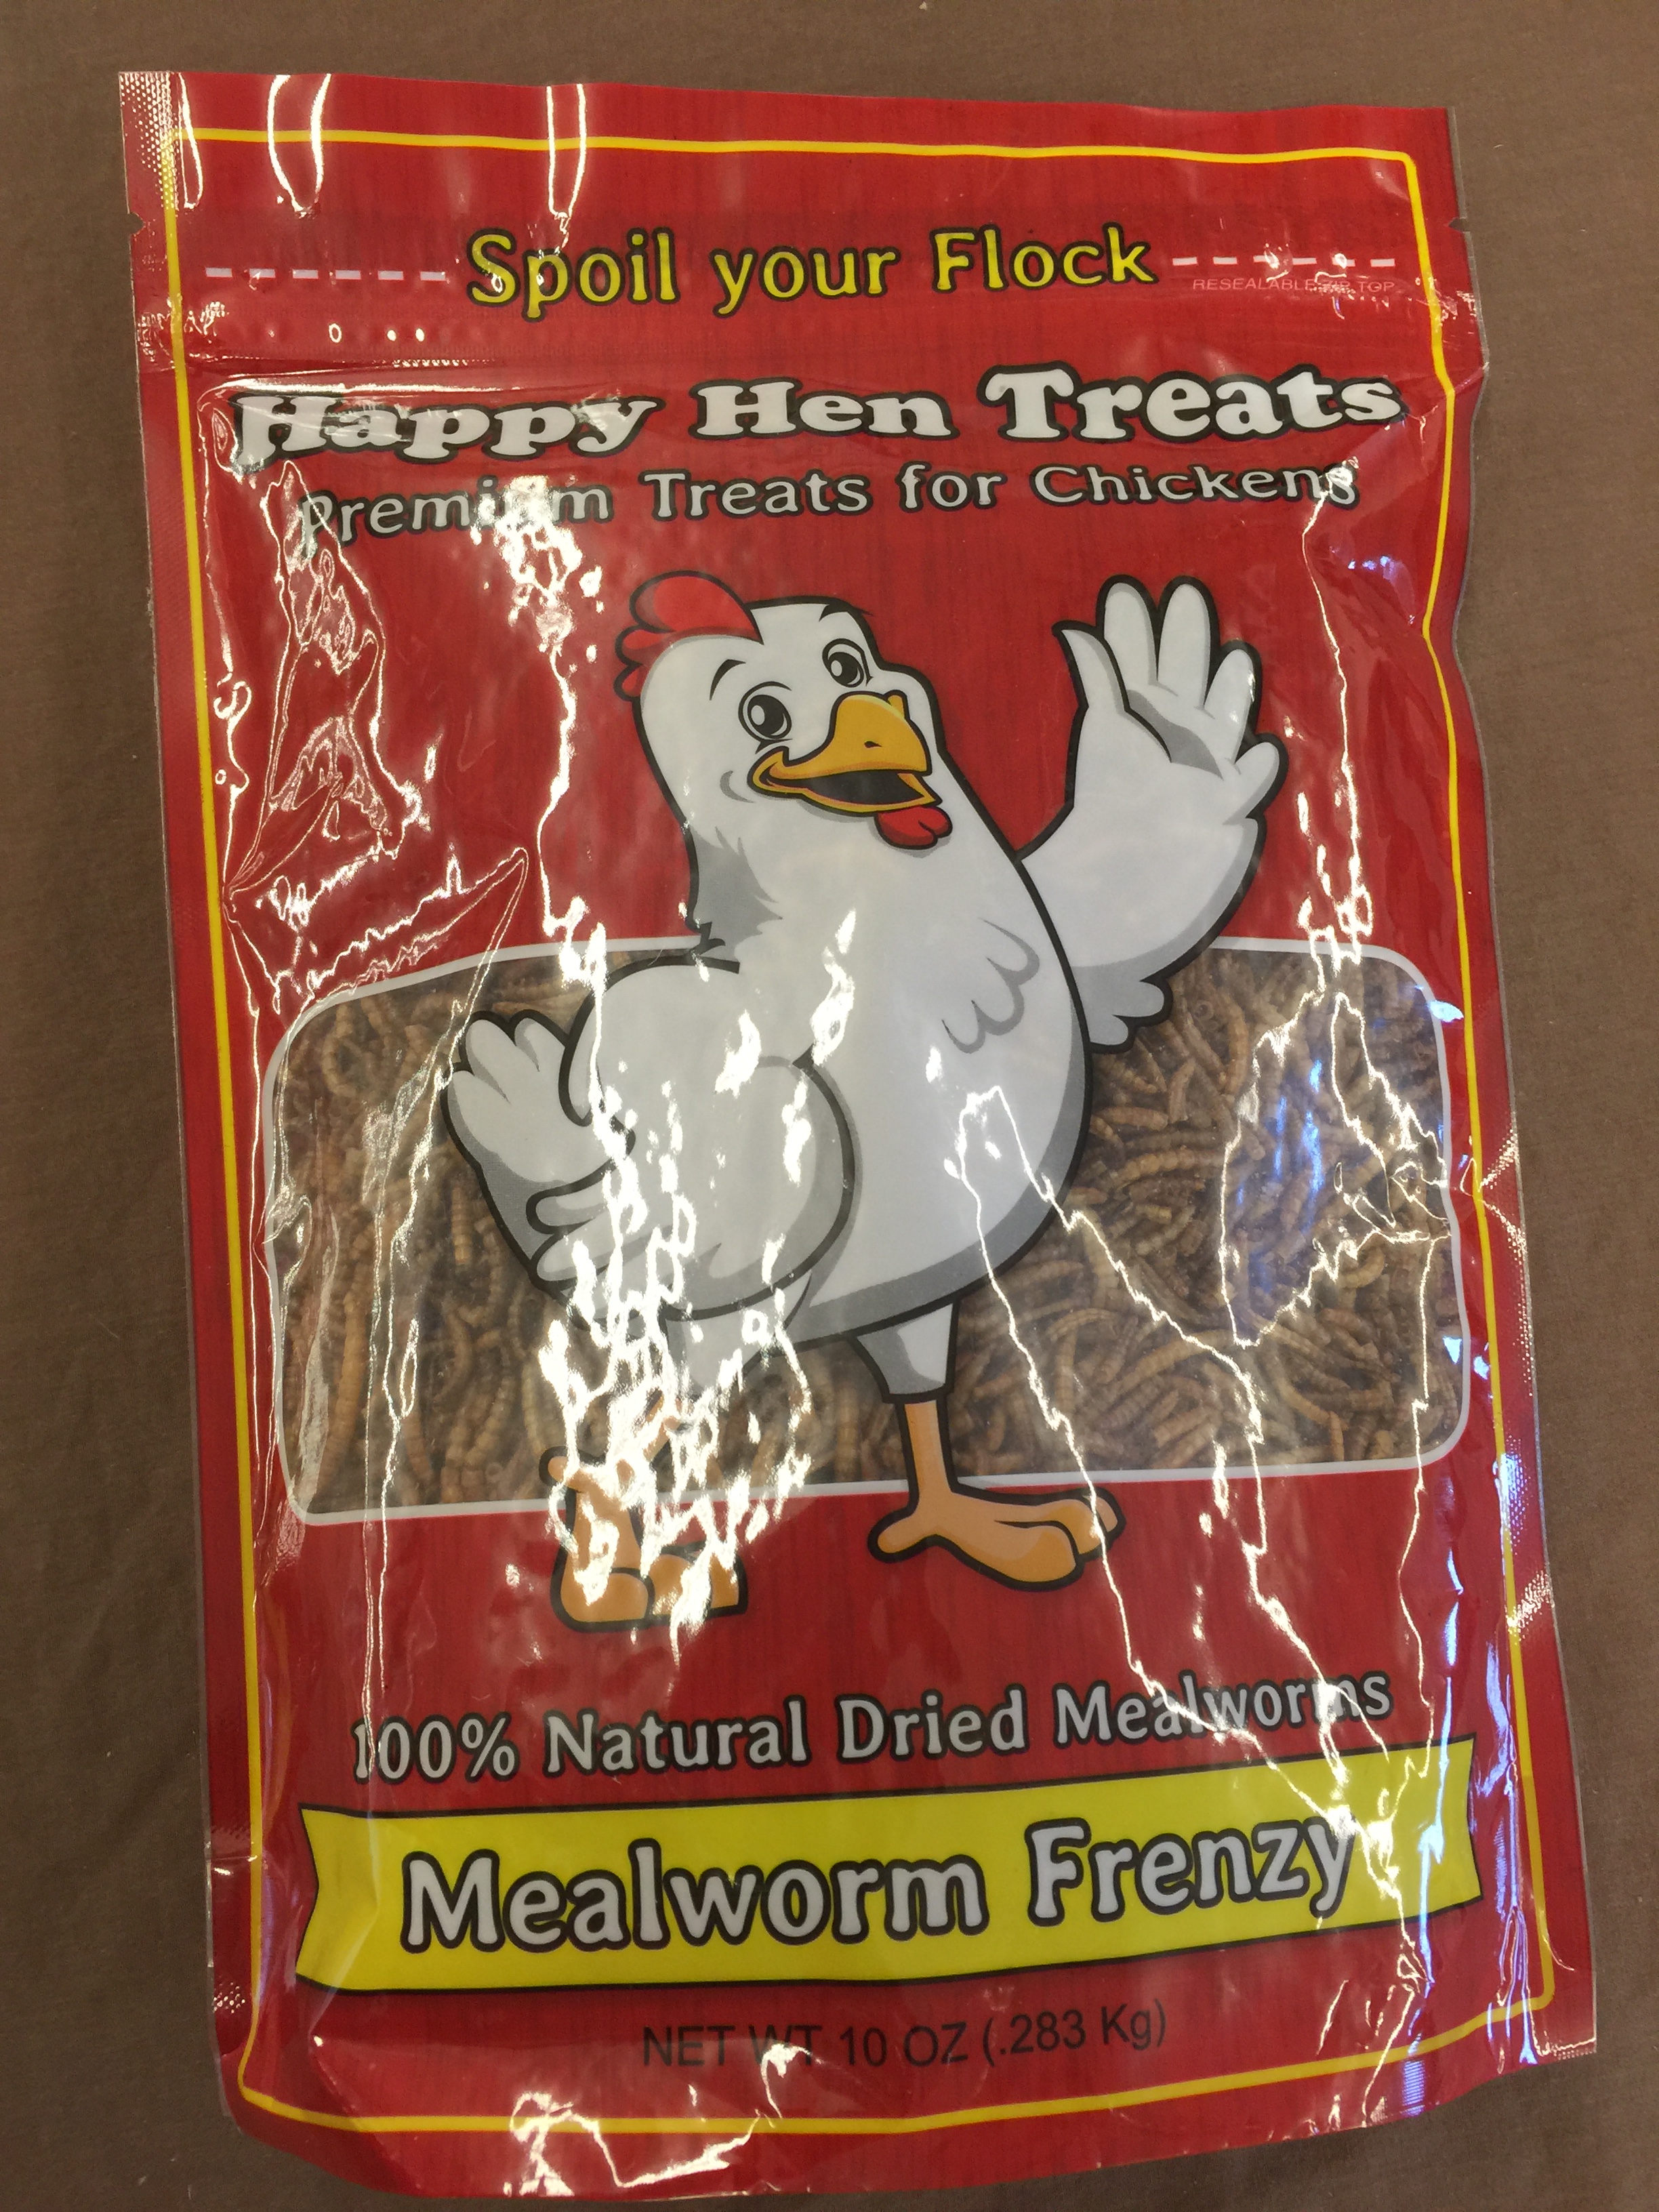 Spoil your Flock
RESEALABLE ZIP TOP
Happy Hen Treats
Premium Treats for Chickens
100% Natural Dried Mealworms
Mealworm Frenzy
NET WT 10 OZ (.283 Kg)